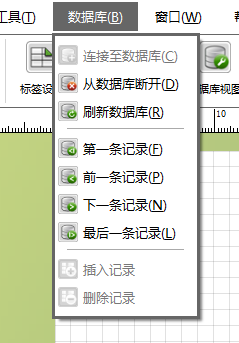 工具(T) 数据库(B) 窗口(W)
连接至数据库(C)
从数据库断开(D)
刷新数据库(R)
第一条记录(F)
前一条记录(P)
下一条记录(N)
最后一条记录(L)
插入记录
删除记录
标签设
据库视图
10